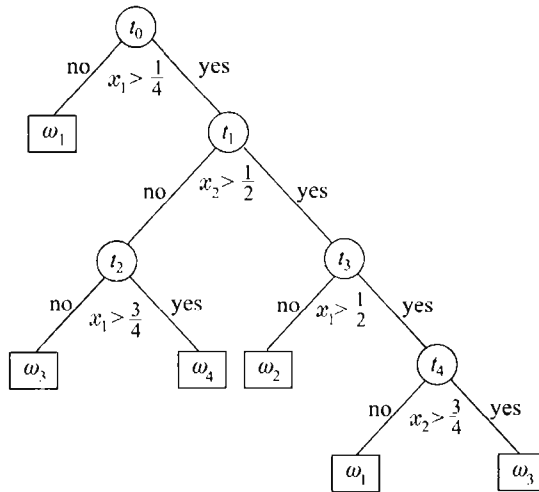 t₀
no x₁ > 1/4 yes
ω₁ t₁
no x₂ > 1/2 yes
t₂ t₃
no x₁ > 3/4 yes no x₁ > 1/2 yes
ω₃ ω₄ ω₂ t₄
no x₂ > 3/4 yes
ω₁ ω₃